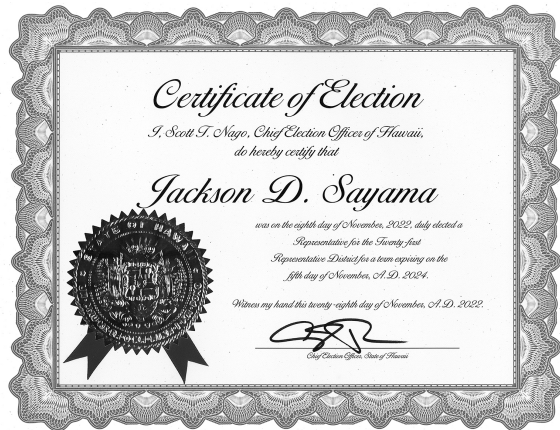 Certificate of Election
I, Scott T. Nago, Chief Election Officer of Hawaii,
do hereby certify that
Jackson D. Sayama
was on the eighth day of November, 2022, duly elected a
Representative for the Twenty-first
Representative District for a term expiring on the
fifth day of November, A.D. 2024.
Witness my hand this twenty-eighth day of November, A.D. 2022.
Chief Election Officer, State of Hawaii
STATE OF HAWAII